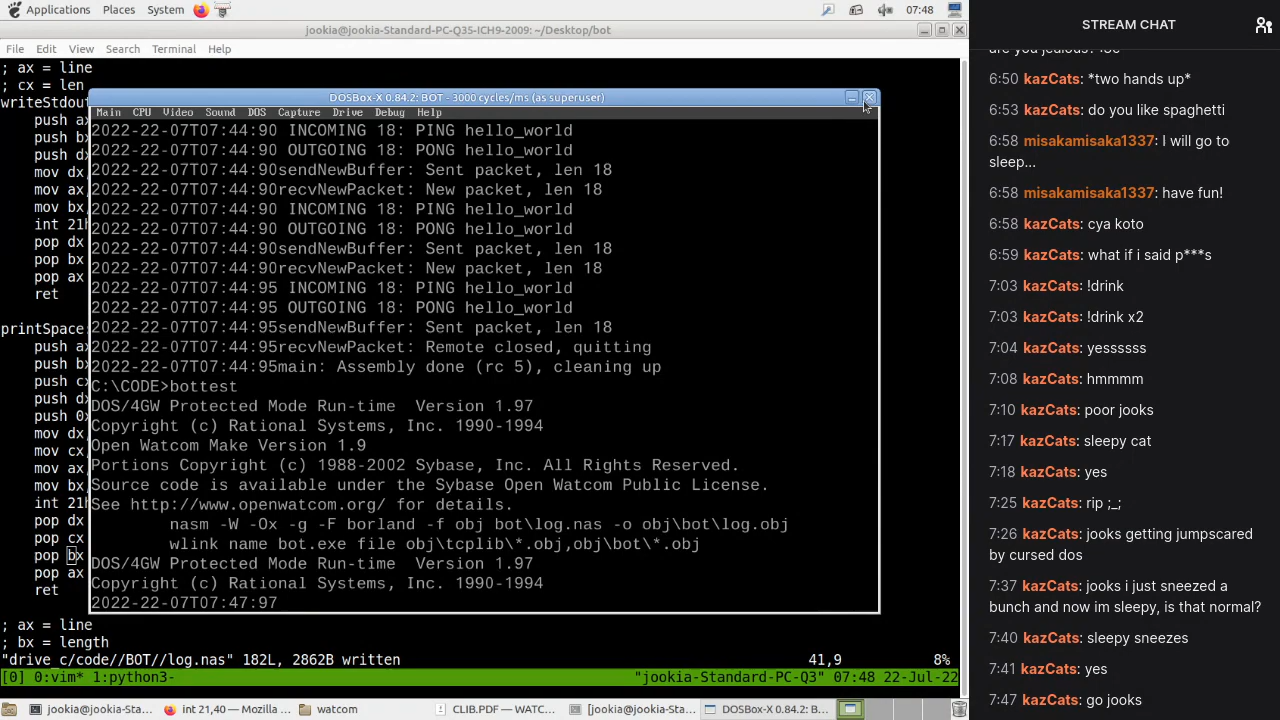 Applications Places System 07:48
jookia@jookia-Standard-PC-Q35-ICH9-2009: ~/Desktop/bot
File Edit View Search Terminal Help
; ax = line
; cx = len
writeStdou
push ax
push b
push dx
mov dx
mov ax
mov bx
int 21h
pop dx
pop bx
pop ax
ret
printSpace:
push ax
push b
push c
push d
push 0x
mov dx
mov cx
mov ax
mov bx
int 21h
pop dx
pop cx
pop bx
pop ax
ret
; ax = line
; bx = length
"drive_c/code//BOT//log.nas" 182L, 2862B written 41,9 8%
[0] 0:vim* 1:python3- "jookia-Standard-PC-Q3" 07:48 22-Jul-22
DOSBox-X 0.84.2: BOT - 3000 cycles/ms (as superuser)
Main CPU Video Sound DOS Capture Drive Debug Help
2022-22-07T07:44:90 INCOMING 18: PING hello_world
2022-22-07T07:44:90 OUTGOING 18: PONG hello_world
2022-22-07T07:44:90sendNewBuffer: Sent packet, len 18
2022-22-07T07:44:90recvNewPacket: New packet, len 18
2022-22-07T07:44:90 INCOMING 18: PING hello_world
2022-22-07T07:44:90 OUTGOING 18: PONG hello_world
2022-22-07T07:44:90sendNewBuffer: Sent packet, len 18
2022-22-07T07:44:90recvNewPacket: New packet, len 18
2022-22-07T07:44:95 INCOMING 18: PING hello_world
2022-22-07T07:44:95 OUTGOING 18: PONG hello_world
2022-22-07T07:44:95sendNewBuffer: Sent packet, len 18
2022-22-07T07:44:95recvNewPacket: Remote closed, quitting
2022-22-07T07:44:95main: Assembly done (rc 5), cleaning up
C:\CODE>bottest
DOS/4GW Protected Mode Run-time  Version 1.97
Copyright (c) Rational Systems, Inc. 1990-1994
Open Watcom Make Version 1.9
Portions Copyright (c) 1988-2002 Sybase, Inc. All Rights Reserved.
Source code is available under the Sybase Open Watcom Public License.
See http://www.openwatcom.org/ for details.
nasm -W -Ox -g -F borland -f obj bot\log.nas -o obj\bot\log.obj
wlink name bot.exe file obj\tcplib\*.obj,obj\bot\*.obj
DOS/4GW Protected Mode Run-time  Version 1.97
Copyright (c) Rational Systems, Inc. 1990-1994
2022-22-07T07:47:97
jookia@jookia-Sta... int 21,40 — Mozill... watcom CLIB.PDF — WATC... [jookia@jookia-Sta... DOSBox-X 0.84.2: B...
STREAM CHAT
are you jealous? :3c
6:50 kazCats: *two hands up*
6:53 kazCats: do you like spaghetti
6:58 misakamisaka1337: I will go to
sleep...
6:58 misakamisaka1337: have fun!
6:58 kazCats: cya koto
6:59 kazCats: what if i said p***s
7:03 kazCats: !drink
7:03 kazCats: !drink x2
7:04 kazCats: yessssss
7:08 kazCats: hmmmm
7:10 kazCats: poor jooks
7:17 kazCats: sleepy cat
7:18 kazCats: yes
7:25 kazCats: rip ;_;
7:26 kazCats: jooks getting jumpscared
by cursed dos
7:37 kazCats: jooks i just sneezed a
bunch and now im sleepy, is that normal?
7:40 kazCats: sleepy sneezes
7:41 kazCats: yes
7:47 kazCats: go jooks